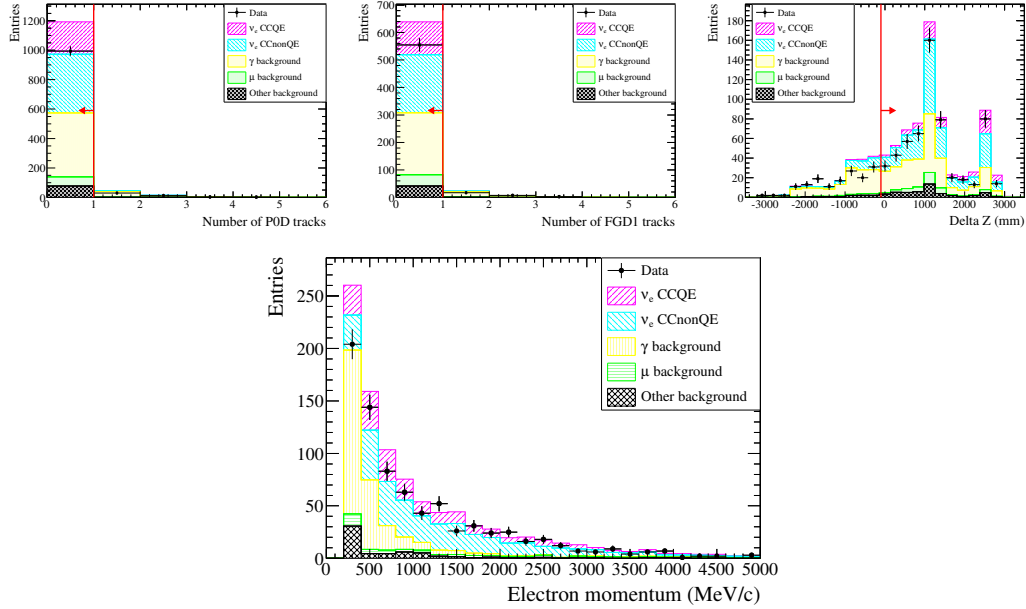 Entries
1200
1000
800
600
400
200
0
Data
νe CCQE
νe CCnonQE
γ background
μ background
Other background
0 1 2 3 4 5 6
Number of P0D tracks
Entries
700
600
500
400
300
200
100
0
Data
νe CCQE
νe CCnonQE
γ background
μ background
Other background
0 1 2 3 4 5 6
Number of FGD1 tracks
Entries
180
160
140
120
100
80
60
40
20
0
Data
νe CCQE
νe CCnonQE
γ background
μ background
Other background
-3000 -2000 -1000 0 1000 2000 3000
Delta Z (mm)
Entries
250
200
150
100
50
0
Data
νe CCQE
νe CCnonQE
γ background
μ background
Other background
0 500 1000 1500 2000 2500 3000 3500 4000 4500 5000
Electron momentum (MeV/c)